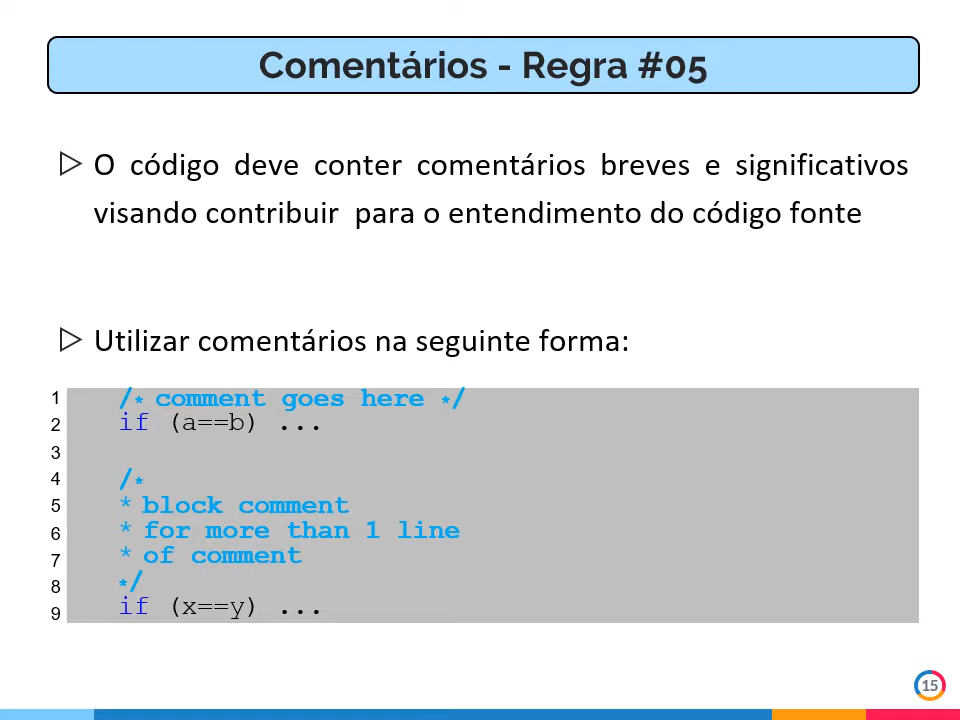 Comentários - Regra #05
▷ O código deve conter comentários breves e significativos
visando contribuir para o entendimento do código fonte
▷ Utilizar comentários na seguinte forma:
1 /* comment goes here */
2 if (a==b) ...
3
4 /*
5 * block comment
6 * for more than 1 line
7 * of comment
8 */
9 if (x==y) ...
15